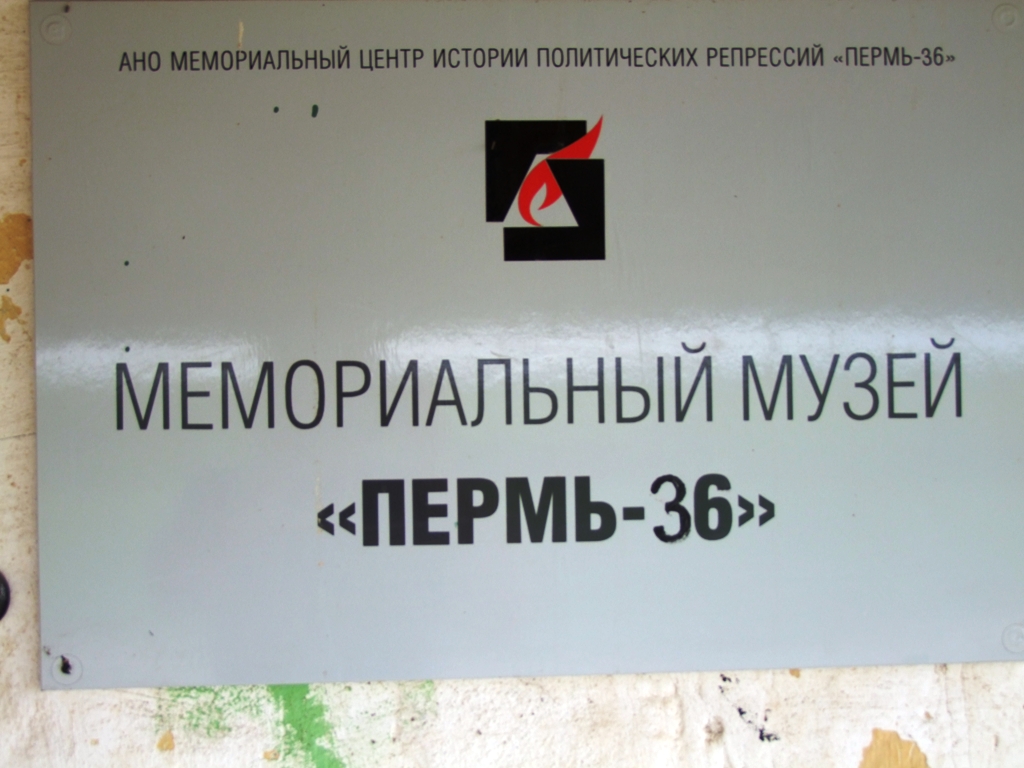 АНО МЕМОРИАЛЬНЫЙ ЦЕНТР ИСТОРИИ ПОЛИТИЧЕСКИХ РЕПРЕССИЙ «ПЕРМЬ-36»
МЕМОРИАЛЬНЫЙ МУЗЕЙ
«ПЕРМЬ-36»